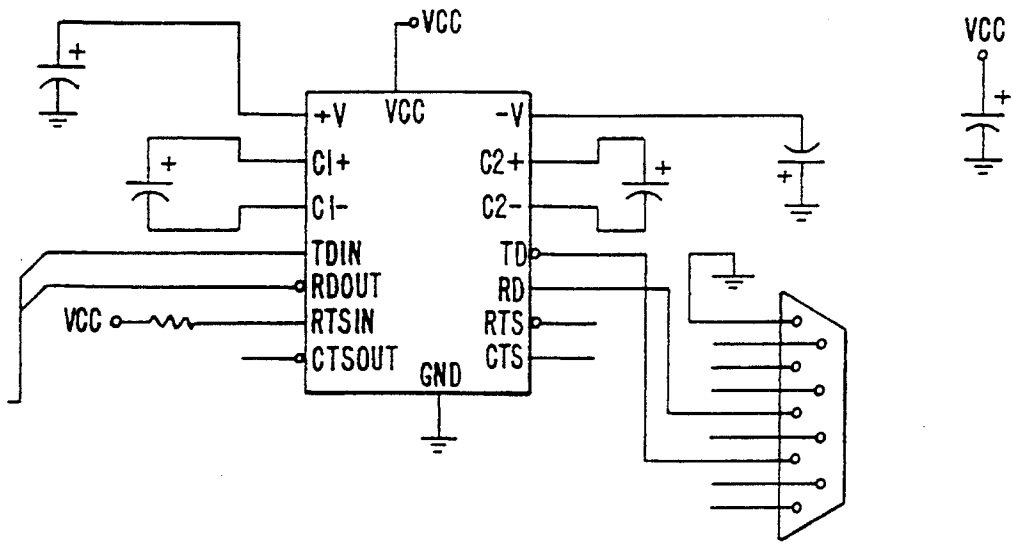 VCC
VCC
+
+
+V
VCC
-V
+
C1+
C2+
+
+
C1-
C2-
+
TDIN
TD
RDOUT
RD
VCC
RTSIN
RTS
CTSOUT
CTS
GND